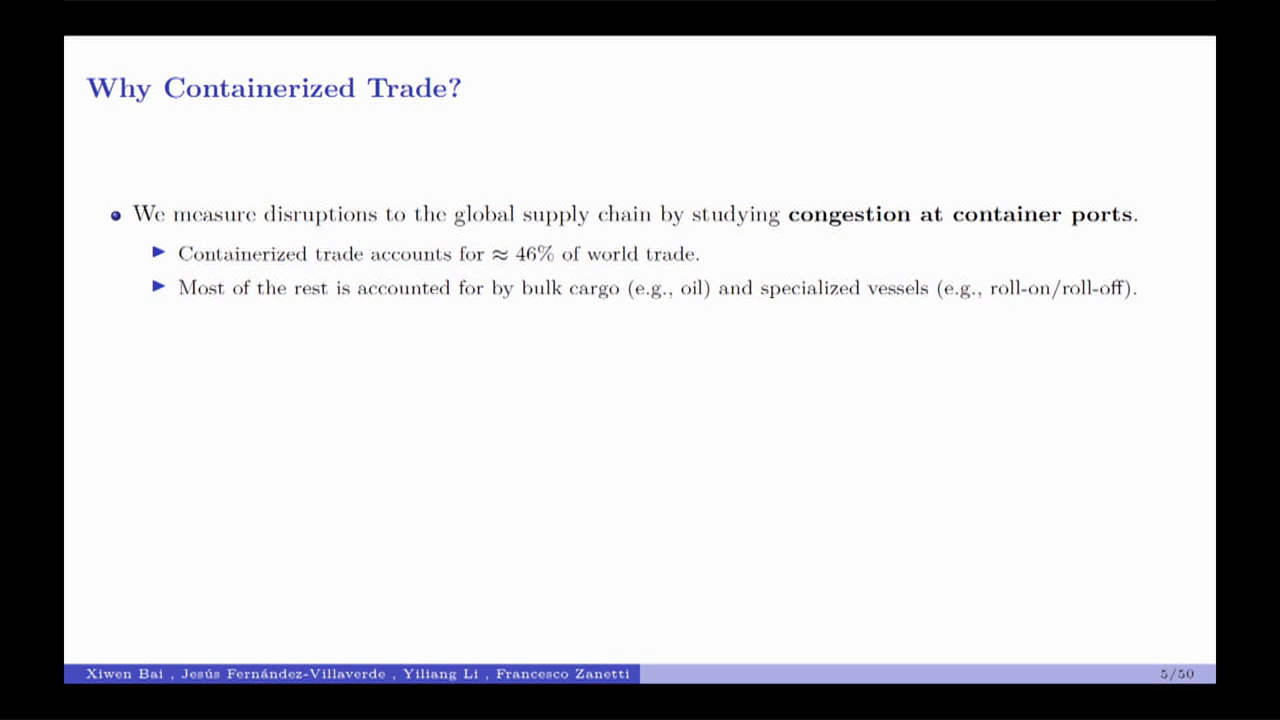 Why Containerized Trade?
We measure disruptions to the global supply chain by studying congestion at container ports.
Containerized trade accounts for ≈ 46% of world trade.
Most of the rest is accounted for by bulk cargo (e.g., oil) and specialized vessels (e.g., roll-on/roll-off).
Xiwen Bai , Jesús Fernández-Villaverde , Yiliang Li , Francesco Zanetti
5/50